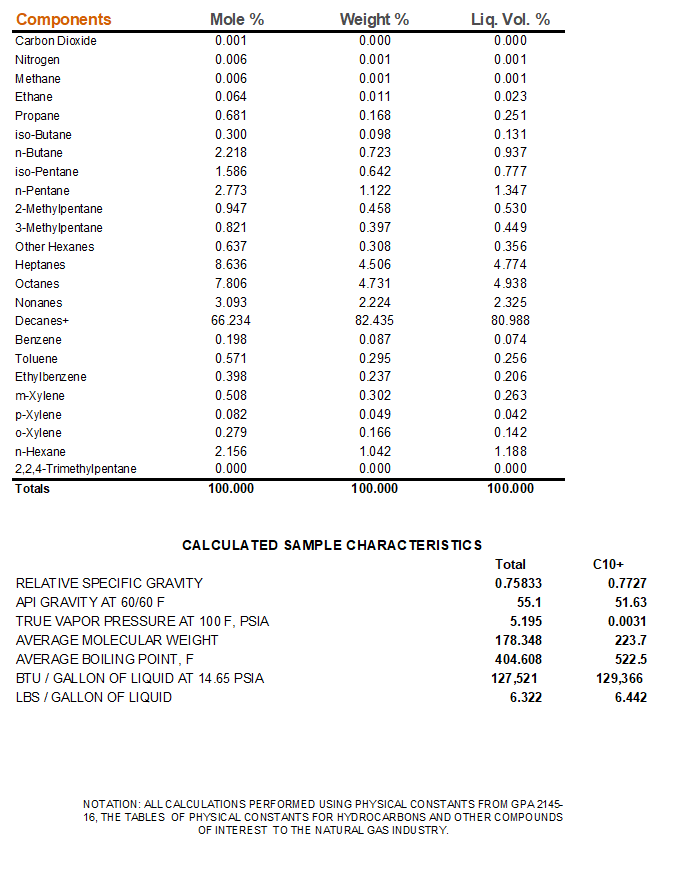 Components Mole % Weight % Liq. Vol. %
Carbon Dioxide 0.001 0.000 0.000
Nitrogen 0.006 0.001 0.001
Methane 0.006 0.001 0.001
Ethane 0.064 0.011 0.023
Propane 0.681 0.168 0.251
iso-Butane 0.300 0.098 0.131
n-Butane 2.218 0.723 0.937
iso-Pentane 1.586 0.642 0.777
n-Pentane 2.773 1.122 1.347
2-Methylpentane 0.947 0.458 0.530
3-Methylpentane 0.821 0.397 0.449
Other Hexanes 0.637 0.308 0.356
Heptanes 8.636 4.506 4.774
Octanes 7.806 4.731 4.938
Nonanes 3.093 2.224 2.325
Decanes+ 66.234 82.435 80.988
Benzene 0.198 0.087 0.074
Toluene 0.571 0.295 0.256
Ethylbenzene 0.398 0.237 0.206
m-Xylene 0.508 0.302 0.263
p-Xylene 0.082 0.049 0.042
o-Xylene 0.279 0.166 0.142
n-Hexane 2.156 1.042 1.188
2,2,4-Trimethylpentane 0.000 0.000 0.000
Totals 100.000 100.000 100.000
CALCULATED SAMPLE CHARACTERISTICS
Total C10+
RELATIVE SPECIFIC GRAVITY 0.75833 0.7727
API GRAVITY AT 60/60 F 55.1 51.63
TRUE VAPOR PRESSURE AT 100 F, PSIA 5.195 0.0031
AVERAGE MOLECULAR WEIGHT 178.348 223.7
AVERAGE BOILING POINT, F 404.608 522.5
BTU / GALLON OF LIQUID AT 14.65 PSIA 127,521 129,366
LBS / GALLON OF LIQUID 6.322 6.442
NOTATION: ALL CALCULATIONS PERFORMED USING PHYSICAL CONSTANTS FROM GPA 2145-
16, THE TABLES OF PHYSICAL CONSTANTS FOR HYDROCARBONS AND OTHER COMPOUNDS
OF INTEREST TO THE NATURAL GAS INDUSTRY.